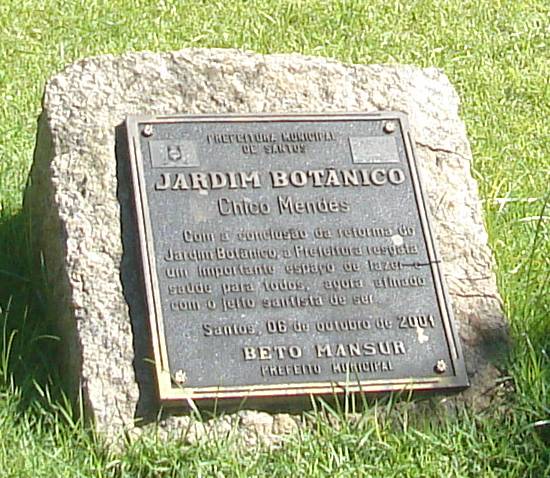 PREFEITURA MUNICIPAL
DE SANTOS
JARDIM BOTÂNICO
Chico Mendes
Com a conclusão da reforma do
Jardim Botânico, a Prefeitura resgata
um importante espaço de lazer e
saúde para todos, agora afinado
com o jeito santista de ser.
Santos, 06 de outubro de 2001
BETO MANSUR
PREFEITO MUNICIPAL